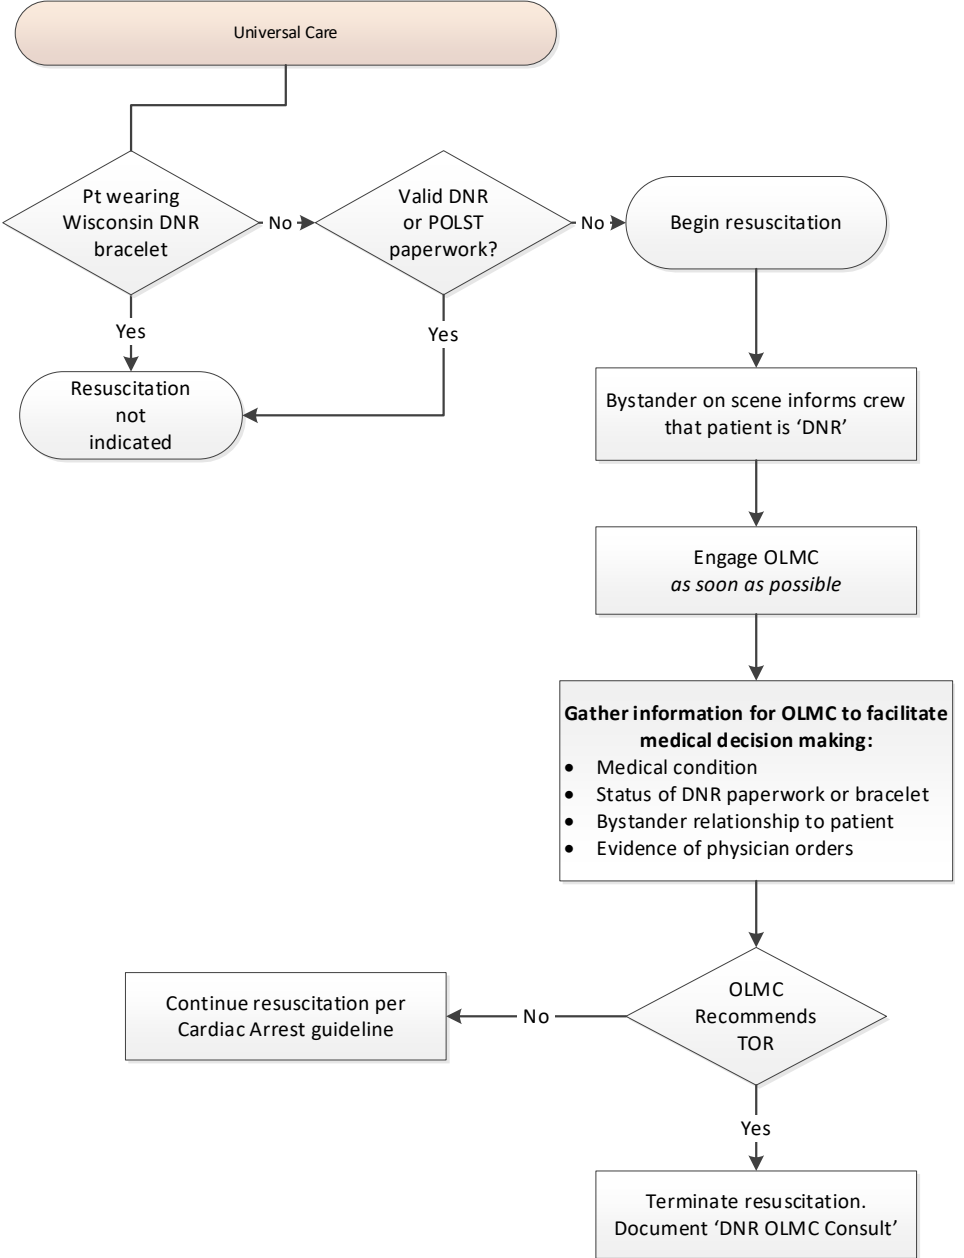 Universal Care
Pt wearing
Wisconsin DNR
bracelet
No
Valid DNR
or POLST
paperwork?
No
Begin resuscitation
Yes
Yes
Resuscitation
not
indicated
Bystander on scene informs crew
that patient is ‘DNR’
Engage OLMC
as soon as possible
Gather information for OLMC to facilitate
medical decision making:
• Medical condition
• Status of DNR paperwork or bracelet
• Bystander relationship to patient
• Evidence of physician orders
OLMC
Recommends
TOR
No
Continue resuscitation per
Cardiac Arrest guideline
Yes
Terminate resuscitation.
Document ‘DNR OLMC Consult’